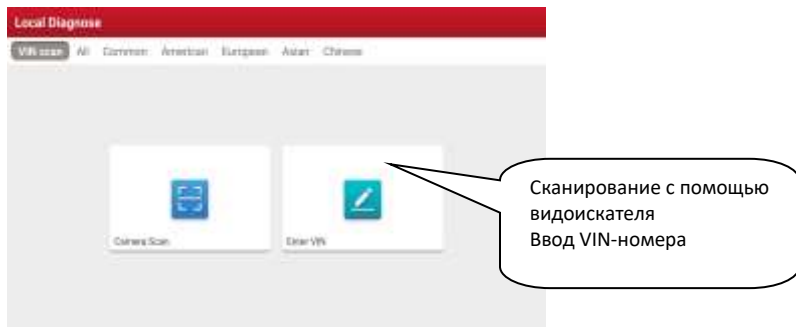 Local Diagnose
VIN scan All Common American European Asian Chinese
Camera Scan
Enter VIN
Сканирование с помощью
видоискателя
Ввод VIN-номера